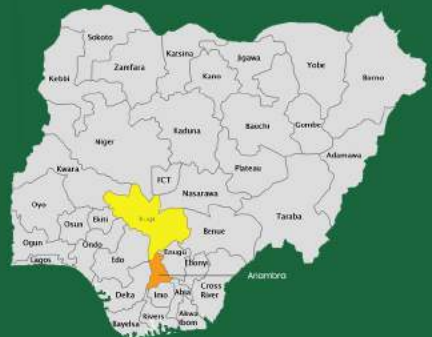 Sokoto
Katsina
Jigawa
Yobe
Borno
Zamfara
Kano
Kebbi
Bauchi
Gombe
Kaduna
Niger
Adamawa
Plateau
FCT
Kwara
Nasarawa
Oyo
Kogi
Taraba
Ekiti
Osun
Benue
Ogun
Ondo
Enugu
Lagos
Edo
Ebonyi
Anambra
Delta
Imo
Abia
Cross
River
Rivers
Akwa
Ibom
Bayelsa